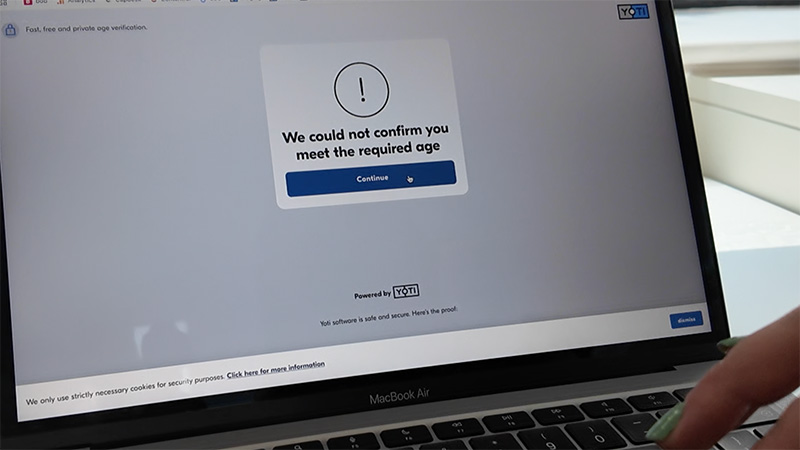 YOTI
Fast, free and private age verification.
!
We could not confirm you
meet the required age
Continue
Powered by YOTI
Yoti software is safe and secure. Here's the proof:
dismiss
We only use strictly necessary cookies for security purposes. Click here for more information
MacBook Air
9
0